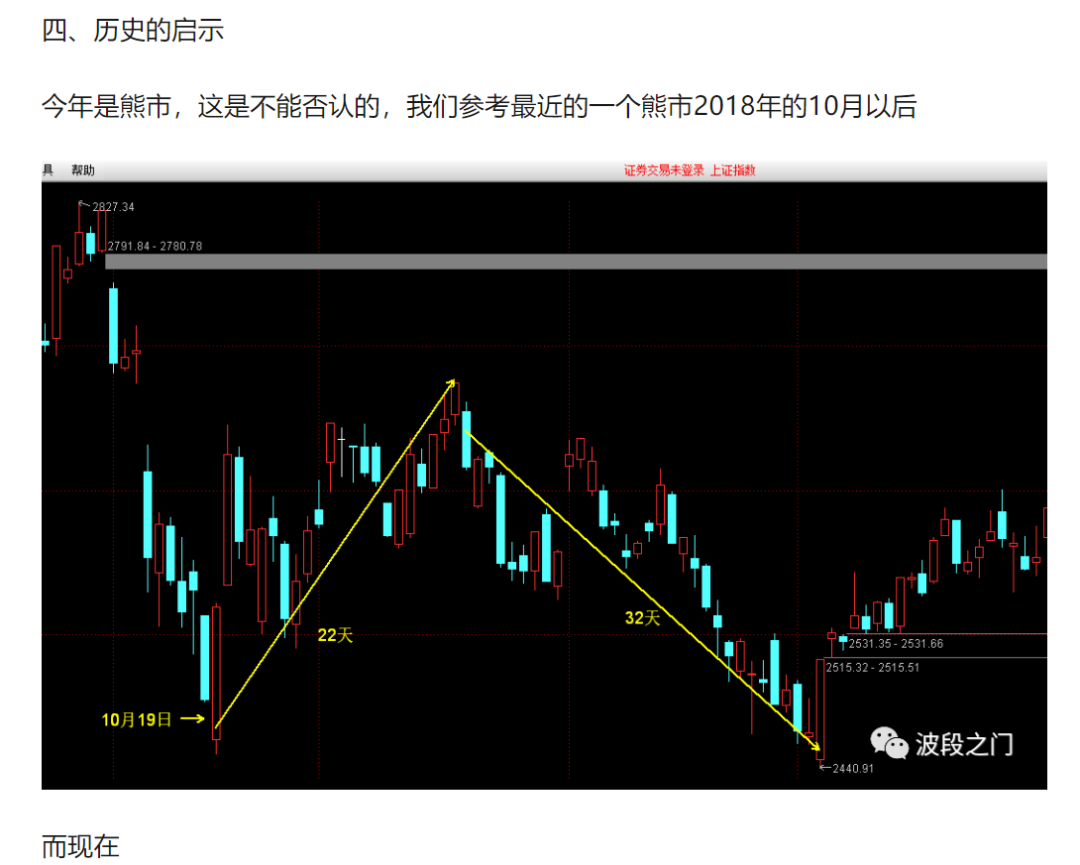 四、历史的启示
今年是熊市，这是不能否认的，我们参考最近的一个熊市2018年的10月以后
具 帮助
证券交易未登录 上证指数
2827.34
2791.84 - 2780.78
22天
32天
2531.35 - 2531.66
2515.32 - 2515.51
10月19日
波段之门
2440.91
而现在